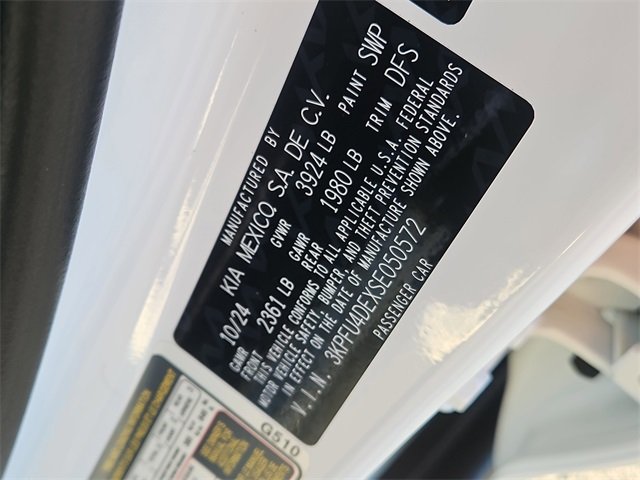 MANUFACTURED BY
KIA MEXICO, S.A. DE C.V.
10/24 GVWR 3924 LB PAINT SWP
GAWR FRONT 2361 LB GAWR REAR 1980 LB TRIM DFS
THIS VEHICLE CONFORMS TO ALL APPLICABLE U.S.A. FEDERAL
MOTOR VEHICLE SAFETY, BUMPER, AND THEFT PREVENTION STANDARDS
IN EFFECT ON THE DATE OF MANUFACTURE SHOWN ABOVE.
V.I.N. 3KPFU4DEXSE050572
PASSENGER CAR
G510